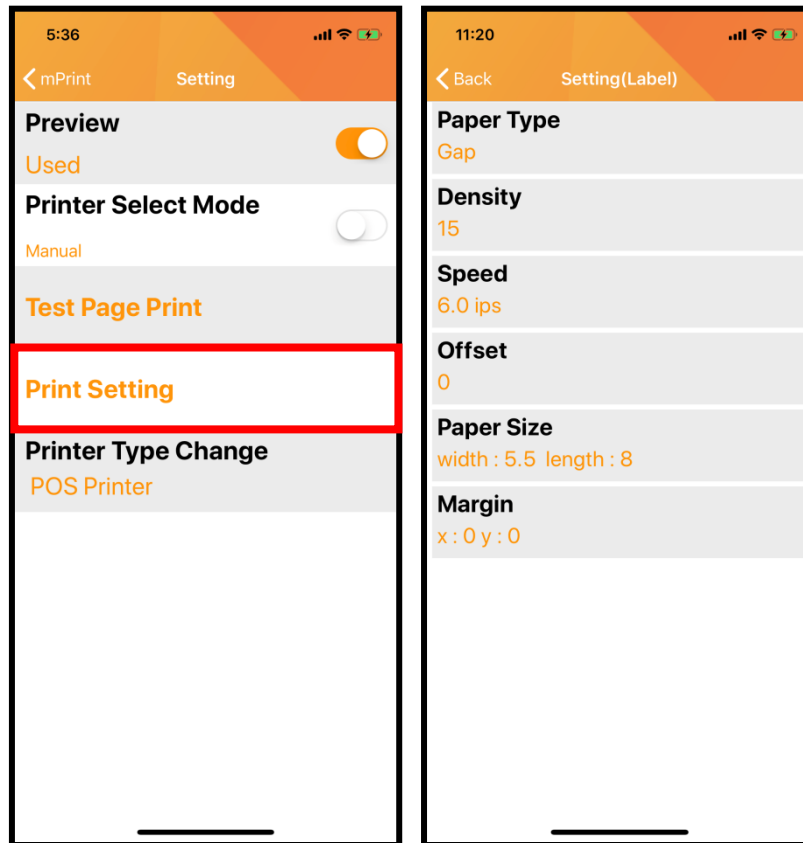 5:36
mPrint Setting
Preview
Used
Printer Select Mode
Manual
Test Page Print
Print Setting
Printer Type Change
POS Printer
11:20
Back Setting(Label)
Paper Type
Gap
Density
15
Speed
6.0 ips
Offset
0
Paper Size
width : 5.5 length : 8
Margin
x : 0 y : 0